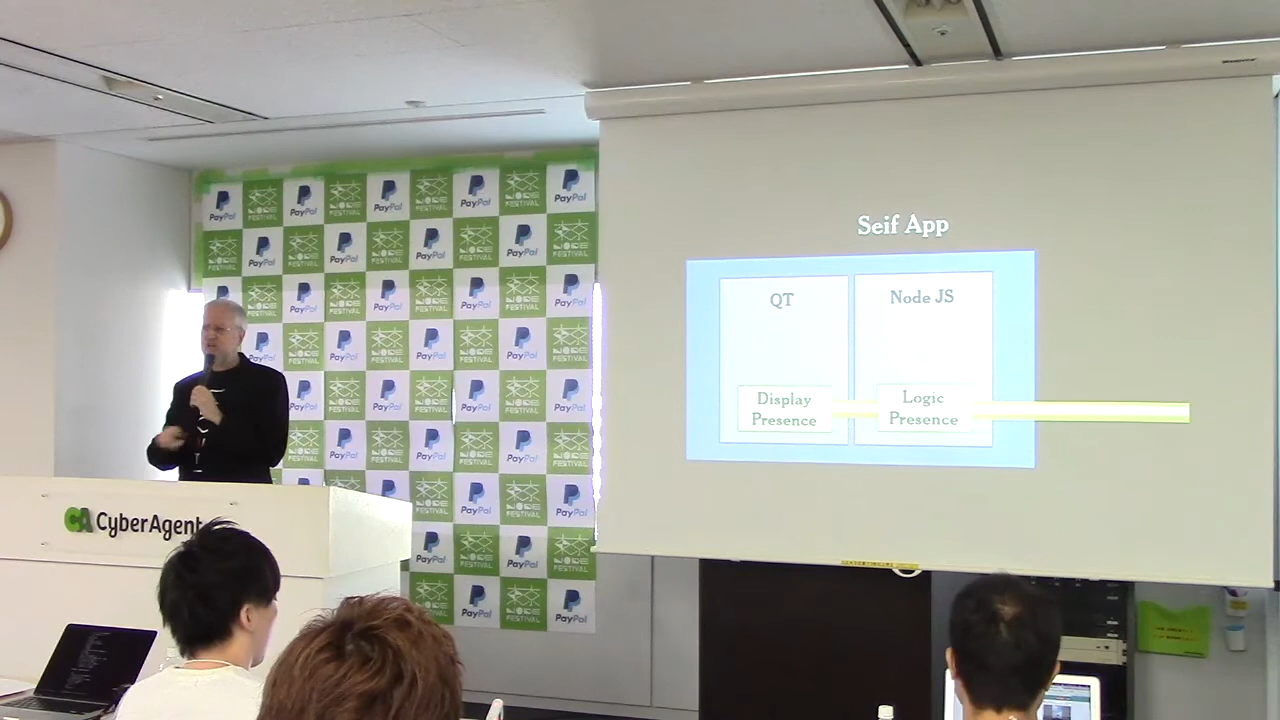 Seif App
QT
Node JS
Display
Presence
Logic
Presence
CyberAgent
PayPal
NODE
FESTIVAL